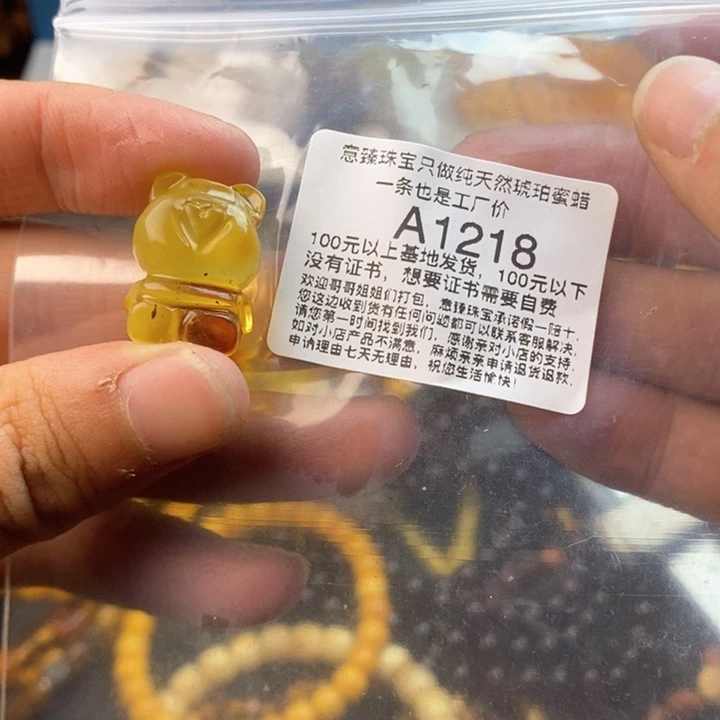 意臻珠宝只做纯天然琥珀蜜蜡
一条也是工厂价
A1218
100元以上基地发货，100元以下
没有证书，想要证书需要自费
欢迎哥哥姐姐们打包，意臻珠宝承诺假一赔十，
您这边收到货有任何问题都可以联系客服解决，
请您第一时间找到我们，感谢亲对小店的支持，
如对小店产品不满意，麻烦亲亲申请退货退款，
申请理由七天无理由，祝您生活愉快！